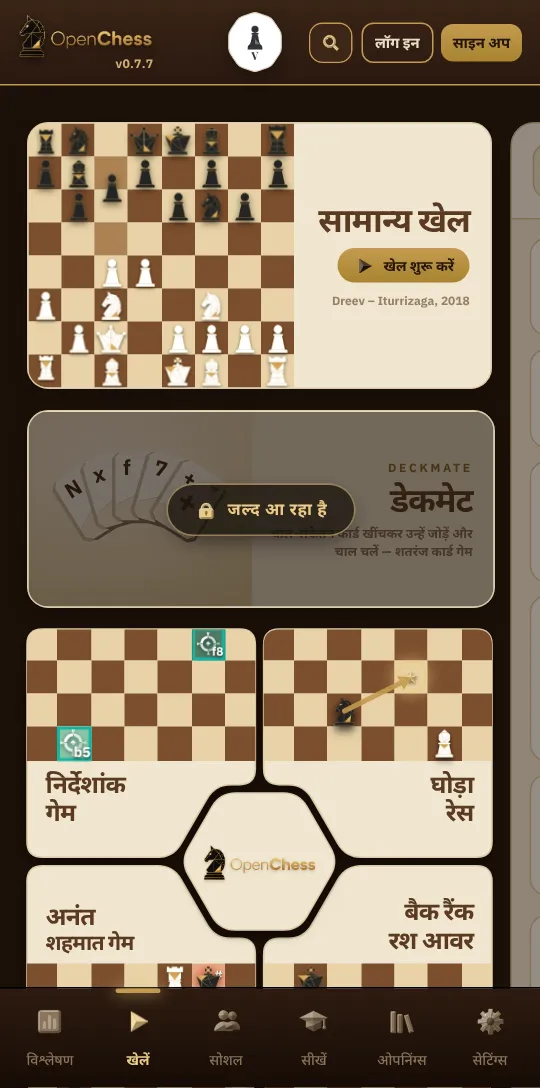 OpenChess
v0.7.7
V
लॉग इन
साइन अप
सामान्य खेल
खेल शुरू करें
Dreev – Iturrizaga, 2018
N x f 7 +
DECKMATE
डेकमेट
जल्द आ रहा है
कार्ड खींचकर उन्हें जोड़ें और
चाल चलें — शतरंज कार्ड गेम
f8
b5
निर्देशांक
गेम
घोड़ा
रेस
OpenChess
अनंत
शहमात गेम
बैक रैंक
रश आवर
#
विश्लेषण
खेलें
सोशल
सीखें
ओपनिंग्स
सेटिंग्स